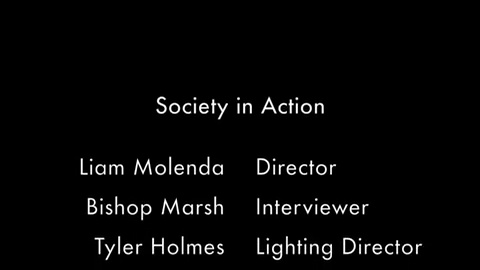 Society in Action
Liam Molenda Director
Bishop Marsh Interviewer
Tyler Holmes Lighting Director